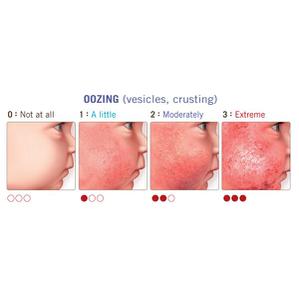 OOZING (vesicles, crusting)
0 : Not at all
1 : A little
2 : Moderately
3 : Extreme